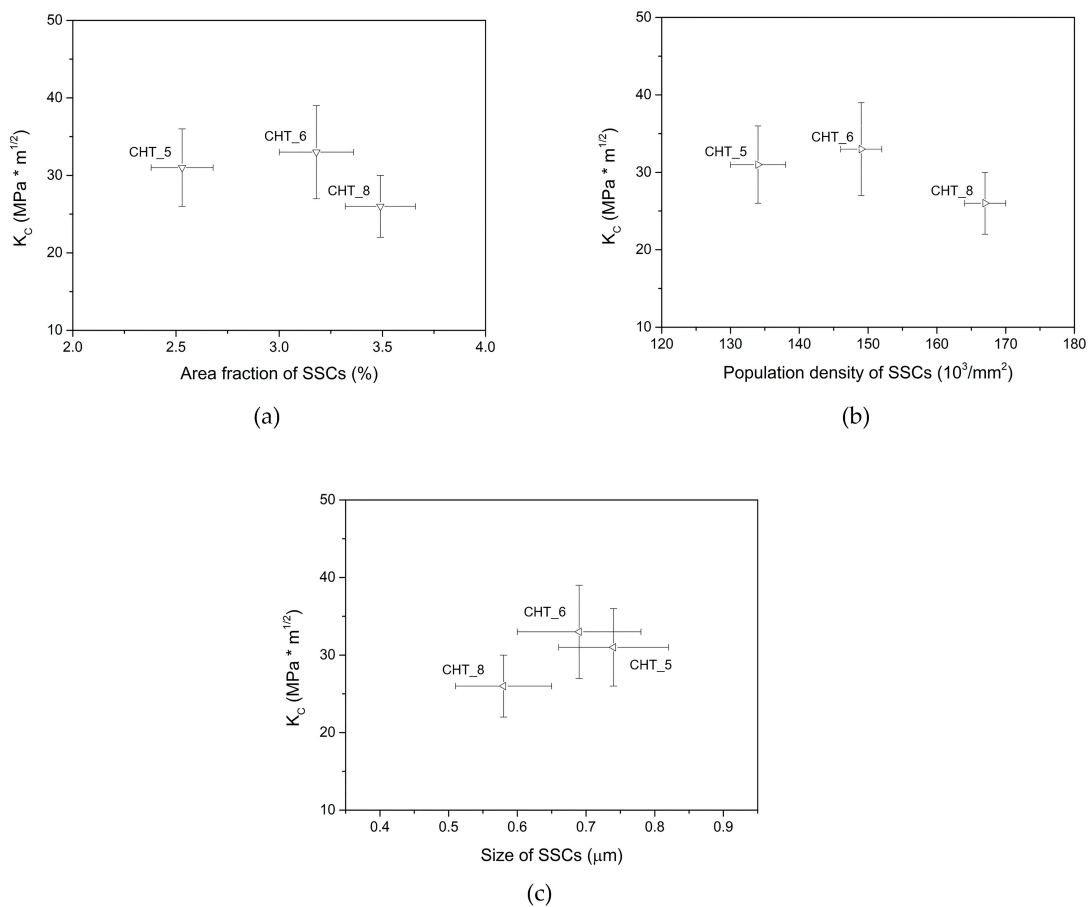 50
40
30
20
10
K_C (MPa * m^1/2)
CHT_5
CHT_6
CHT_8
2.0 2.5 3.0 3.5 4.0
Area fraction of SSCs (%)
(a)
50
40
30
20
10
K_C (MPa * m^1/2)
CHT_5
CHT_6
CHT_8
120 130 140 150 160 170 180
Population density of SSCs (10³/mm²)
(b)
50
40
30
20
10
K_C (MPa * m^1/2)
CHT_6
CHT_8
CHT_5
0.4 0.5 0.6 0.7 0.8 0.9
Size of SSCs (μm)
(c)